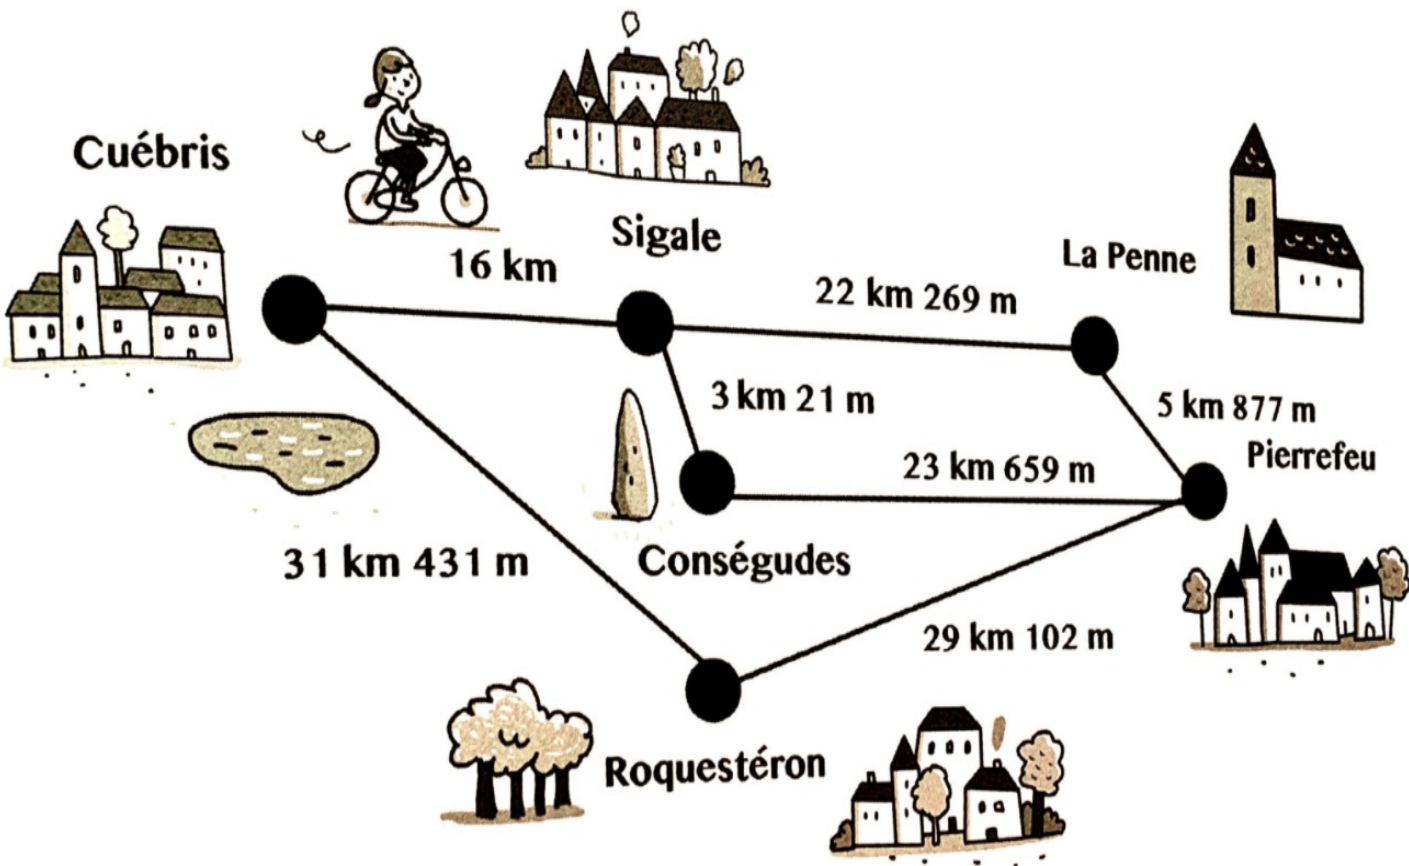 Cuébris
Sigale
La Penne
16 km
22 km 269 m
3 km 21 m
5 km 877 m
Pierrefeu
23 km 659 m
31 km 431 m
Conségudes
29 km 102 m
Roquestéron